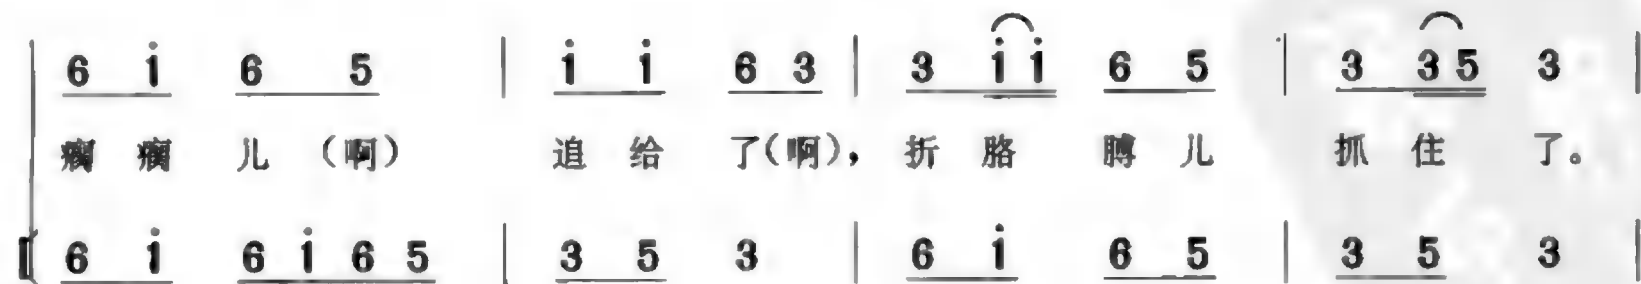 6 i 6 5 | i i 6 3 | 3 i i 6 5 | 3 3 5 3 |
瘸 瘸 儿 (啊) 追 给 了(啊), 折 胳 膊 儿 抓 住 了。
6 i 6 i 6 5 | 3 5 3 | 6 i 6 5 | 3 5 3 |